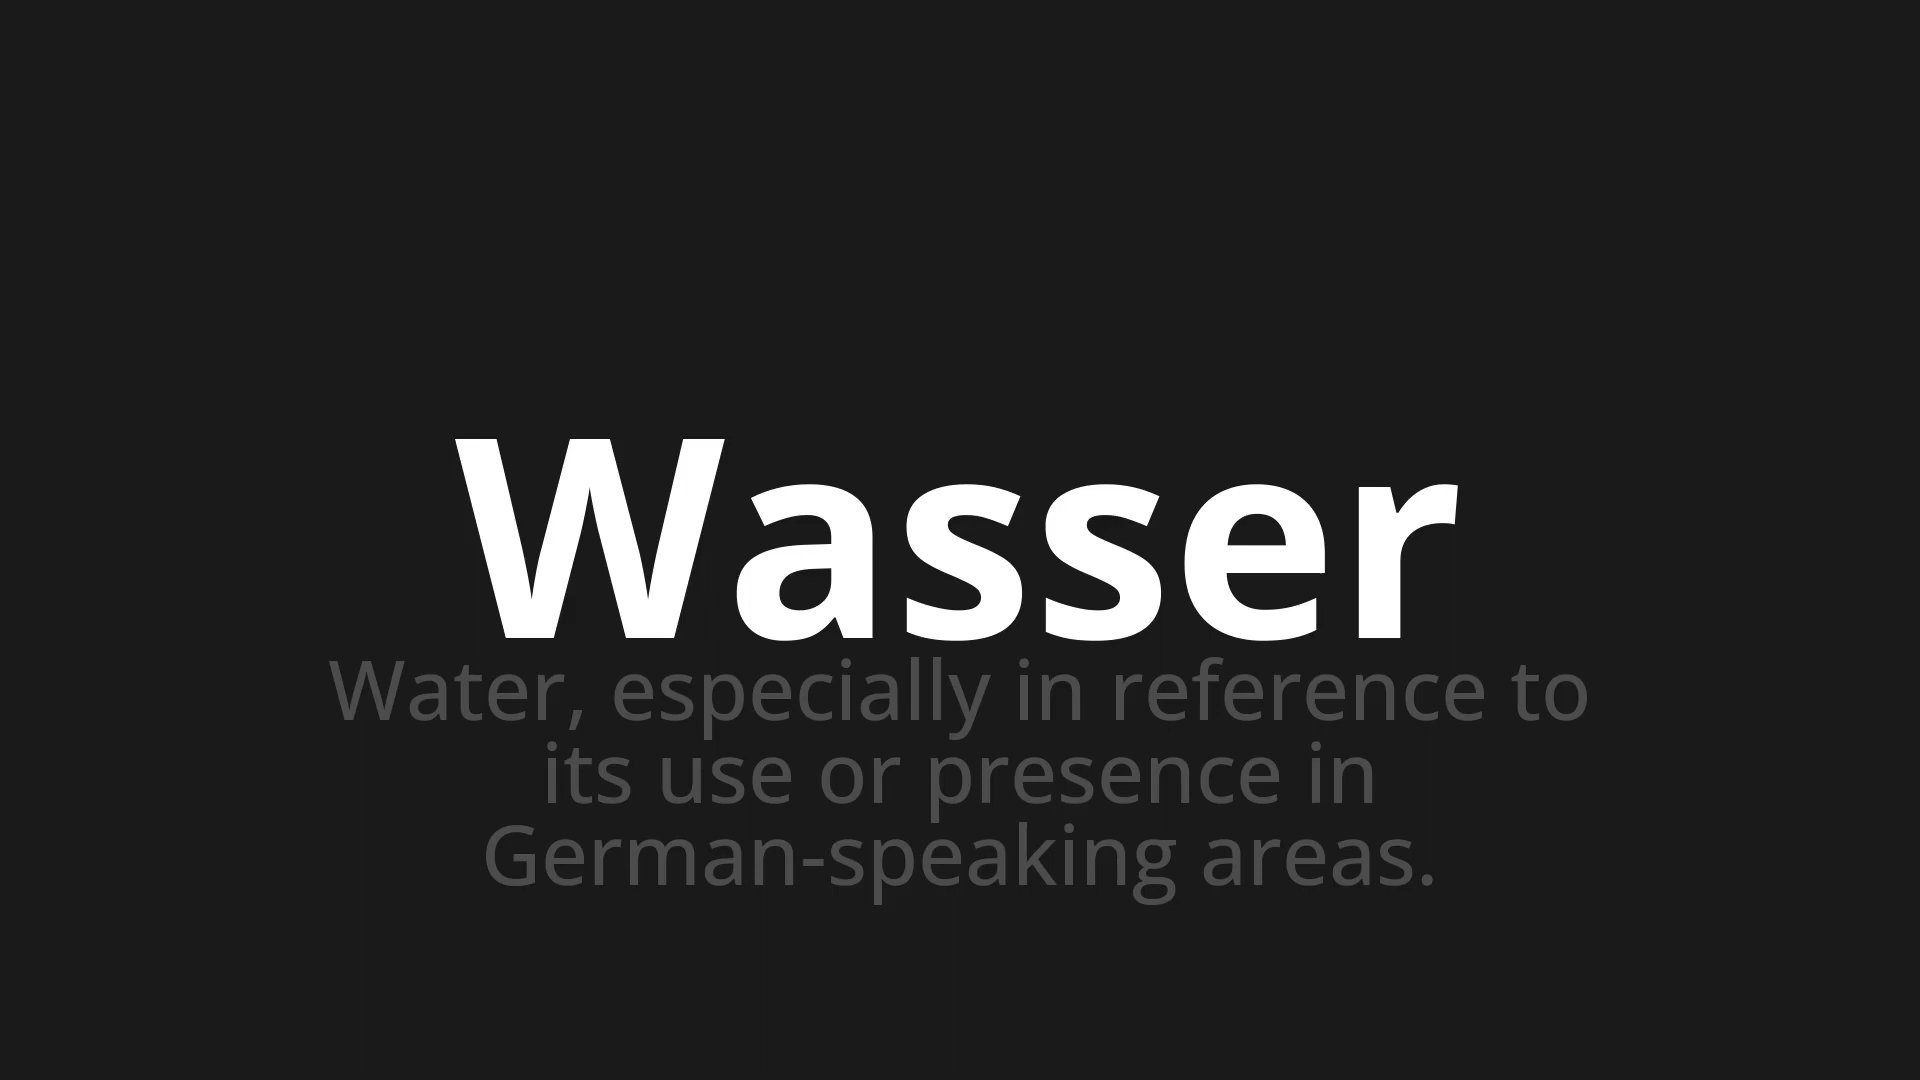 Wasser
Water, especially in reference to
its use or presence in
German-speaking areas.